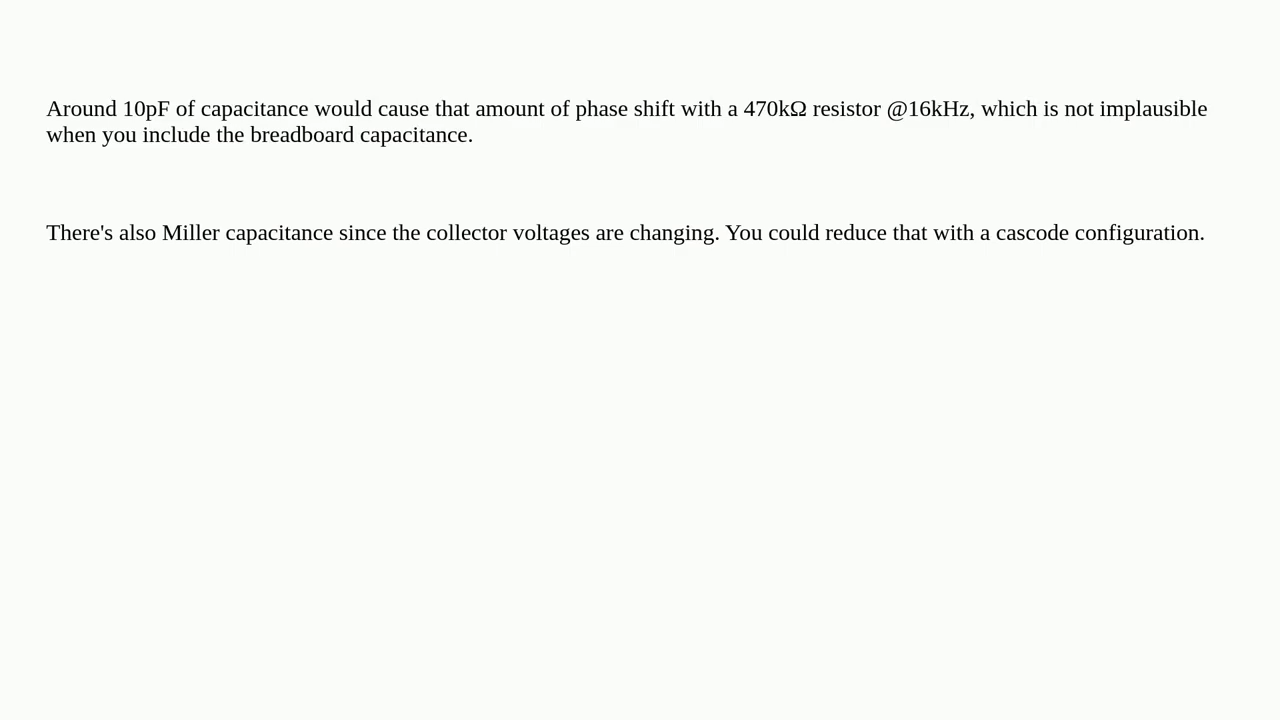 Around 10pF of capacitance would cause that amount of phase shift with a 470kΩ resistor @16kHz, which is not implausible
when you include the breadboard capacitance.
There's also Miller capacitance since the collector voltages are changing. You could reduce that with a cascode configuration.